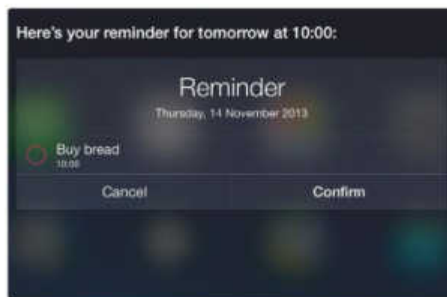 Here's your reminder for tomorrow at 10:00:
Reminder
Thursday, 14 November 2013
Buy bread
10:00
Cancel Confirm